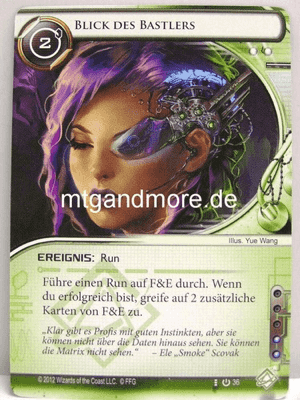 Blick des Bastlers
2
mtgandmore.de
Illus. Yue Wang
EREIGNIS: Run
Führe einen Run auf F&E durch. Wenn
du erfolgreich bist, greife auf 2 zusätzliche
Karten von F&E zu.
„Klar gibt es Profis mit guten Instinkten, aber sie
können nicht über die Daten hinaus sehen. Sie können
die Matrix nicht sehen.“ – Ele „Smoke“ Scovak
© 2012 Wizards of the Coast LLC. © FFG
36